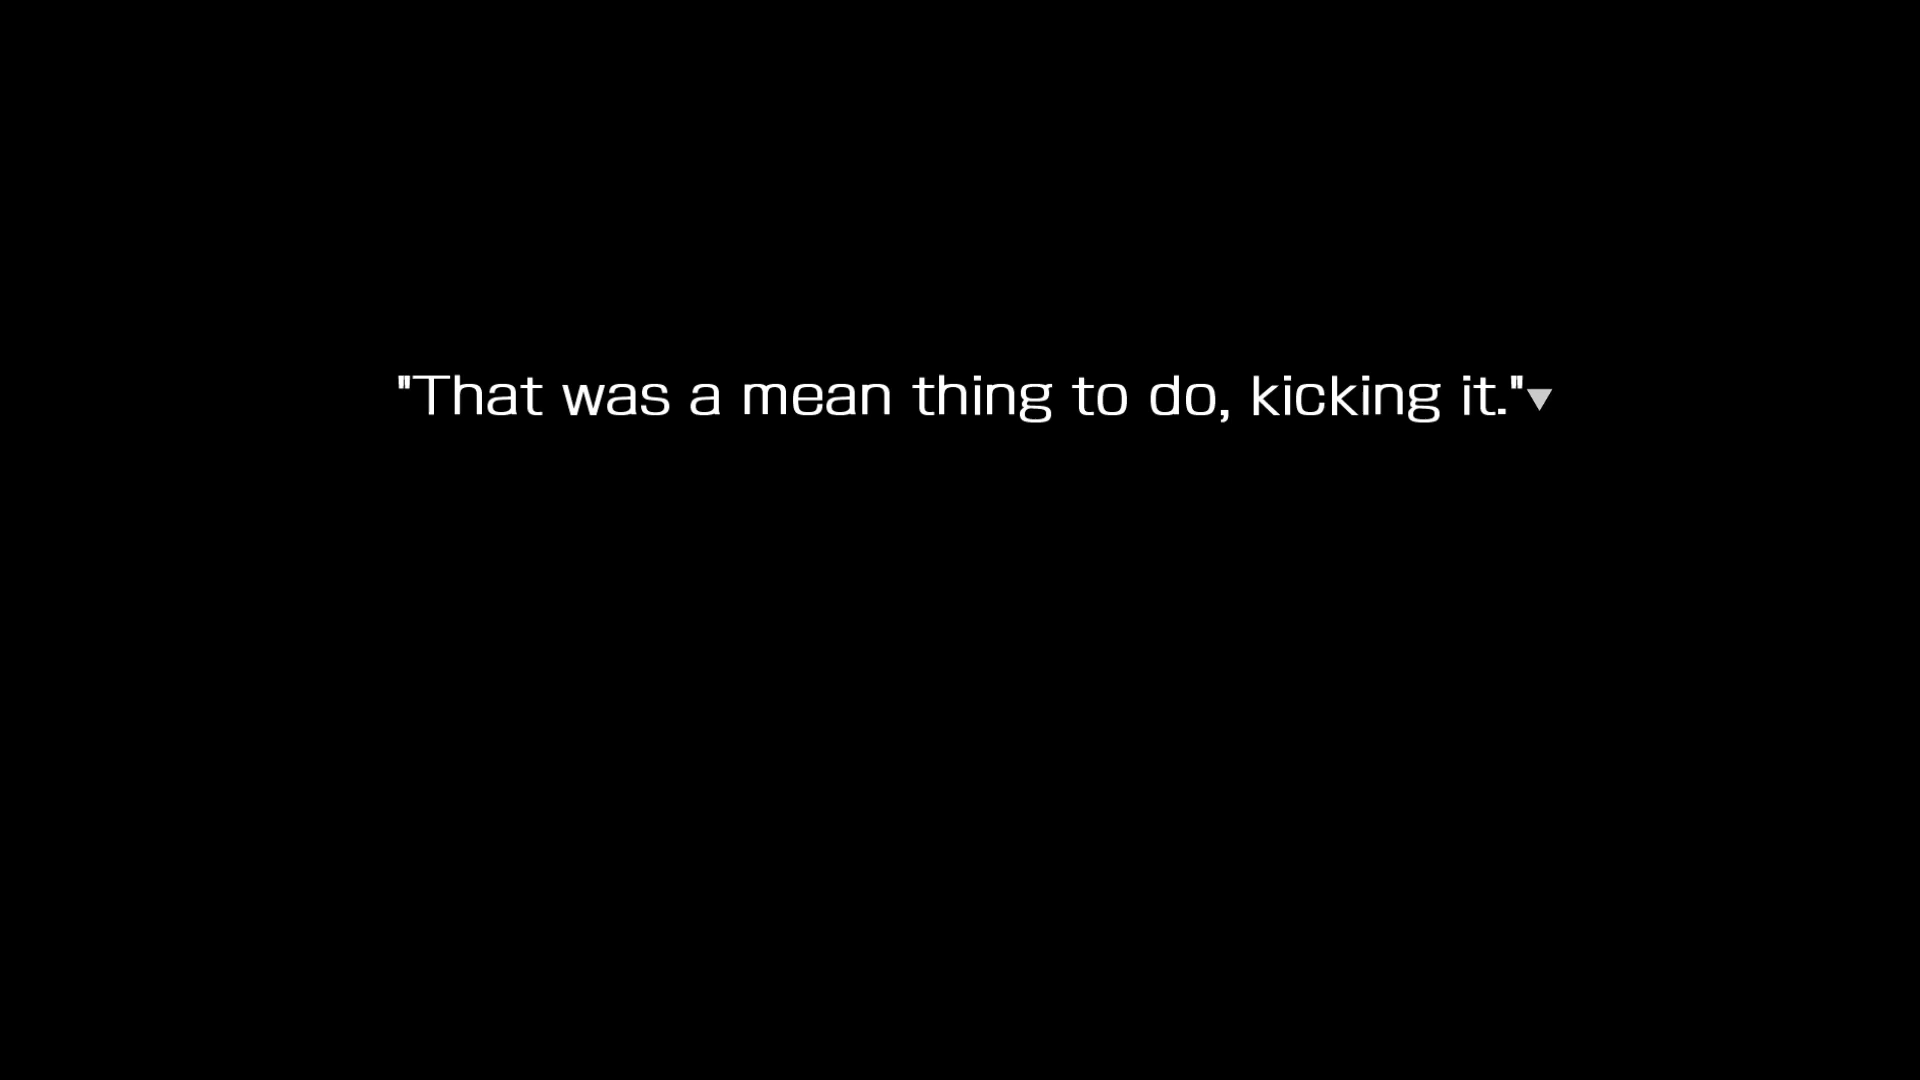 "That was a mean thing to do, kicking it."▼